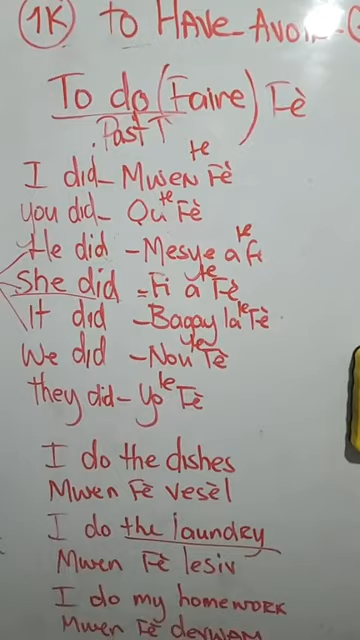 1K TO HAVE - AVOIR -
To do (Faire) Fè
Past T
I did - Mwen te Fè
you did - Ou te Fè
He did - Mesye a te
She did = Fi a te Fè
It did - Bagay la te Fè
We did - Nou te Fè
they did - Yo te Fè
I do the dishes
Mwen Fè vesèl
I do the laundry
Mwen Fè lesiv
I do my homework
Mwen Fè devwam